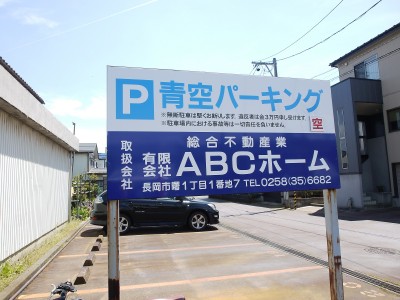 P 青空パーキング
※無断駐車は堅くお断りします。違反者は金3万円申し受けます
※駐車場内における事故等は一切責任を負いません。
空
総合不動産業
取扱会社 有限会社 ABCホーム
長岡市曙1丁目1番地7 TEL0258(35)6682